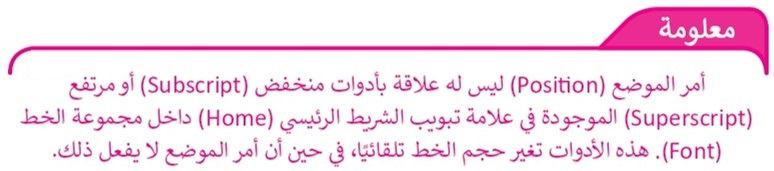 معلومة
أمر الموضع (Position) ليس له علاقة بأدوات منخفض (Subscript) أو مرتفع
(Superscript) الموجودة في علامة تبويب الشريط الرئيسي (Home) داخل مجموعة الخط
(Font). هذه الأدوات تغير حجم الخط تلقائيًا، في حين أن أمر الموضع لا يفعل ذلك.